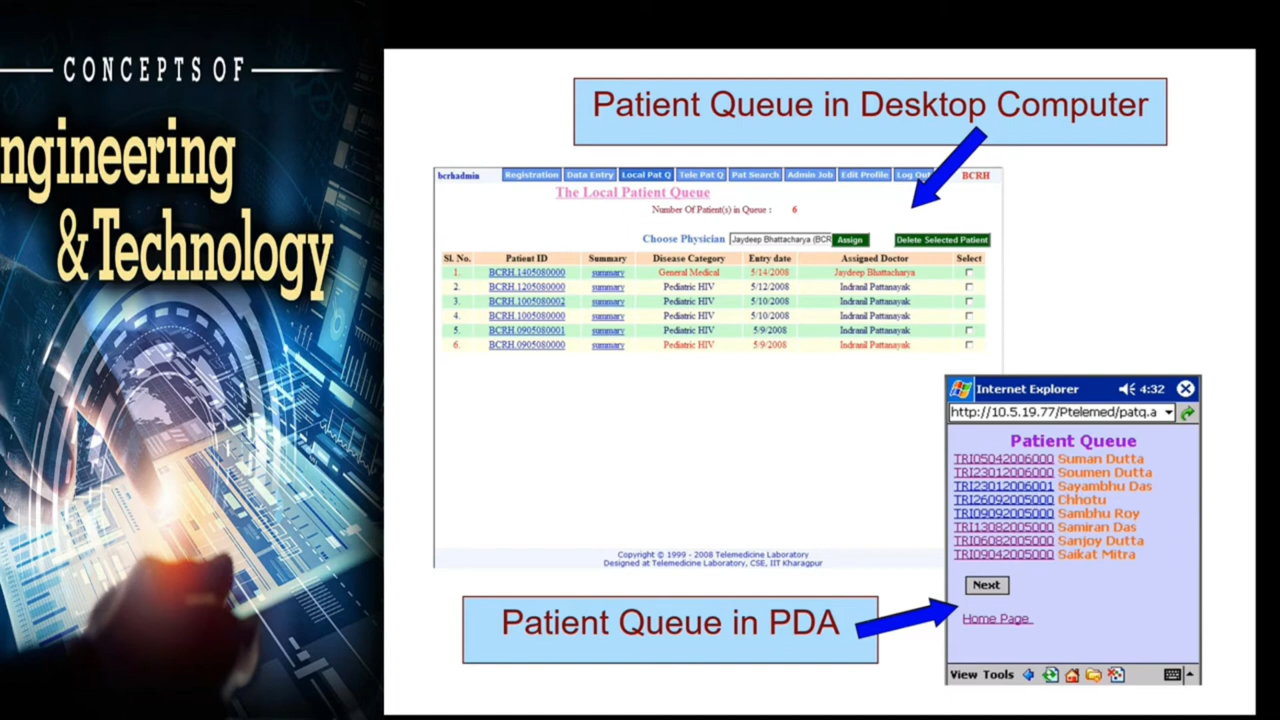 CONCEPTS OF
ngineering
& Technology
Patient Queue in Desktop Computer
bcrhadmin Registration Data Entry Local Pat Q Tele Pat Q Pat Search Admin Job Edit Profile Log Out BCRH
The Local Patient Queue
Number Of Patient(s) in Queue : 6
Choose Physician Jaydeep Bhattacharya (BCR Assign Delete Selected Patient
Sl. No. Patient ID Summary Disease Category Entry date Assigned Doctor Select
1. BCRH.1405080000 summary General Medical 5/14/2008 Jaydeep Bhattacharya
2. BCRH.1205080000 summary Pediatric HIV 5/12/2008 Indranil Pattanayak
3. BCRH.1005080002 summary Pediatric HIV 5/10/2008 Indranil Pattanayak
4. BCRH.1005080000 summary Pediatric HIV 5/10/2008 Indranil Pattanayak
5. BCRH.0905080001 summary Pediatric HIV 5/9/2008 Indranil Pattanayak
6. BCRH.0905080000 summary Pediatric HIV 5/9/2008 Indranil Pattanayak
Copyright © 1999 - 2008 Telemedicine Laboratory
Designed at Telemedicine Laboratory, CSE, IIT Kharagpur
Internet Explorer 4:32
http://10.5.19.77/Ptelemed/patq.a
Patient Queue
TRI05042006000 Suman Dutta
TRI23012006000 Soumen Dutta
TRI23012006001 Sayambhu Das
TRI26092005000 Chhotu
TRI09092005000 Sambhu Roy
TRI13082005000 Samiran Das
TRI06082005000 Sanjoy Dutta
TRI09042005000 Saikat Mitra
Next
Home Page
View Tools
Patient Queue in PDA